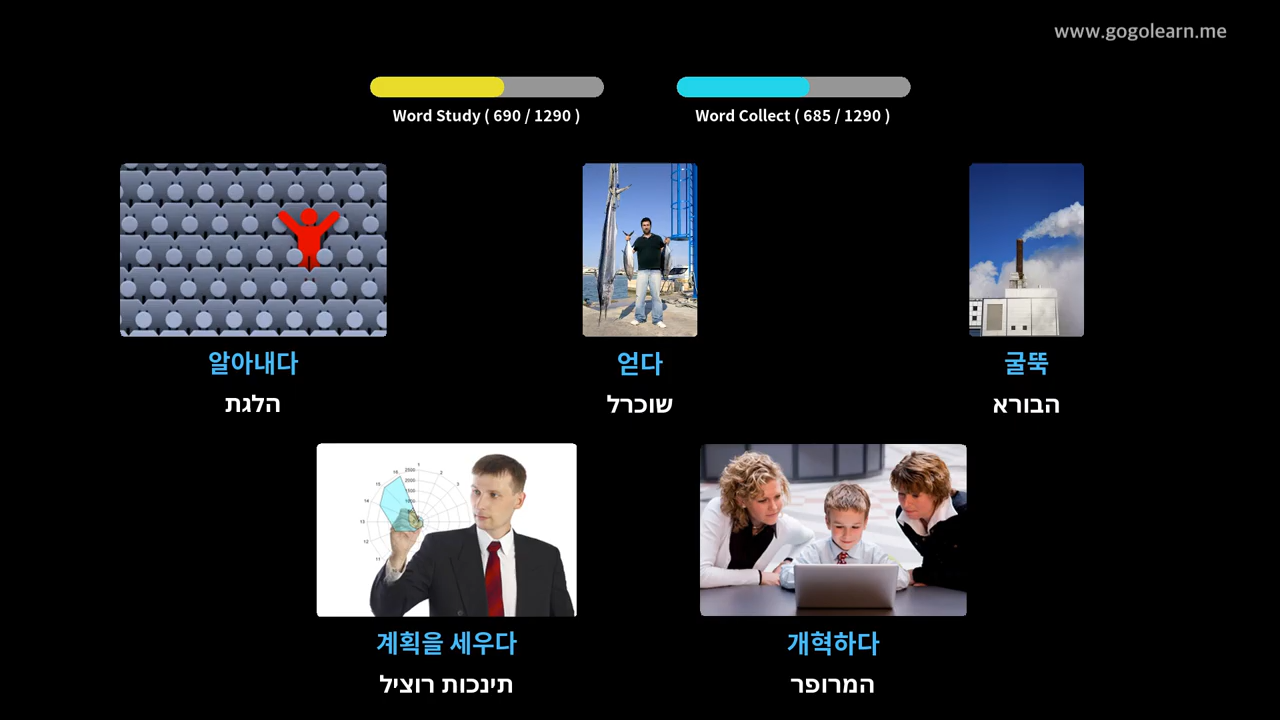 www.gogolearn.me
Word Study ( 690 / 1290 )
Word Collect ( 685 / 1290 )
알아내다
הלגת
얻다
שוכרל
굴뚝
הבורא
계획을 세우다
תינכות רוציל
개혁하다
המרופר